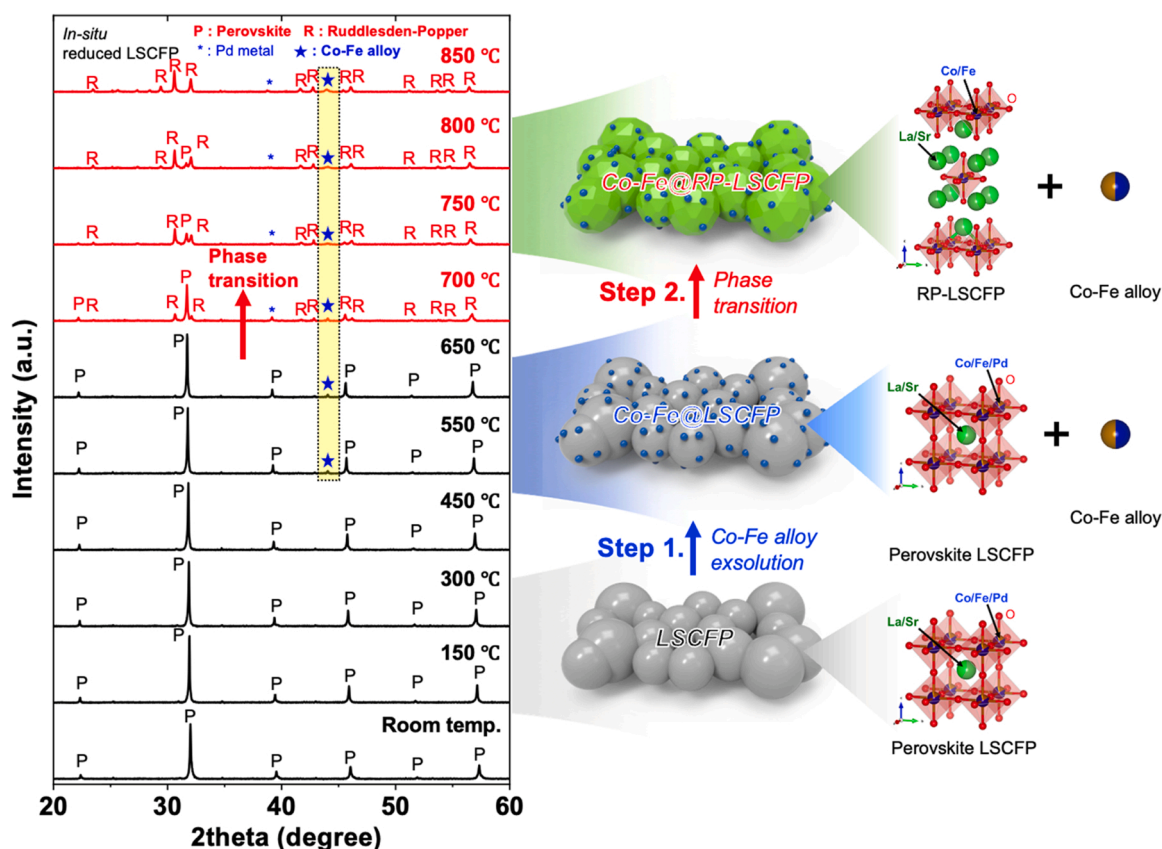 In-situ
reduced LSCFP
P : Perovskite R : Ruddlesden-Popper
* : Pd metal ★ : Co-Fe alloy
850 ℃
R R R R * R R ★ R R R R R R
800 ℃
R R R P R * R R ★ R R R R R R
750 ℃
R R P R * R R ★ R R R R R
Phase
transition
700 ℃
P R R P R * R R ★ R R R R R R
650 ℃
P P P ★ P P P
550 ℃
P P P ★ P P P
450 ℃
P P P P P P
300 ℃
P P P P P P
150 ℃
P P P P P P
Room temp.
P P P P P P
20 30 40 50 60
2theta (degree)
Intensity (a.u.)
Co-Fe@RP-LSCFP
Step 2.
Phase
transition
Co-Fe@LSCFP
Step 1.
Co-Fe alloy
exsolution
LSCFP
Co/Fe
O
La/Sr
+
RP-LSCFP
Co-Fe alloy
Co/Fe/Pd
La/Sr
O
+
Co-Fe alloy
Perovskite LSCFP
Co/Fe/Pd
La/Sr
O
Perovskite LSCFP